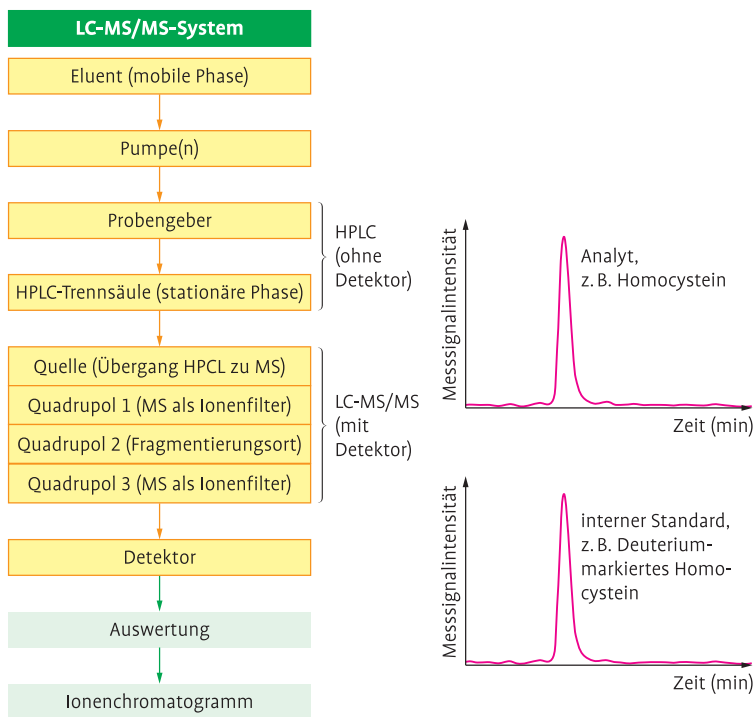 LC-MS/MS-System
Eluent (mobile Phase)
Pumpe(n)
Probengeber
HPLC-Trennsäule (stationäre Phase)
HPLC
(ohne
Detektor)
Quelle (Übergang HPCL zu MS)
Quadrupol 1 (MS als Ionenfilter)
Quadrupol 2 (Fragmentierungsort)
Quadrupol 3 (MS als Ionenfilter)
LC-MS/MS
(mit
Detektor)
Detektor
Auswertung
Ionenchromatogramm
Messsignalintensität
Analyt,
z. B. Homocystein
Zeit (min)
Messsignalintensität
interner Standard,
z. B. Deuterium-
markiertes Homo-
cystein
Zeit (min)